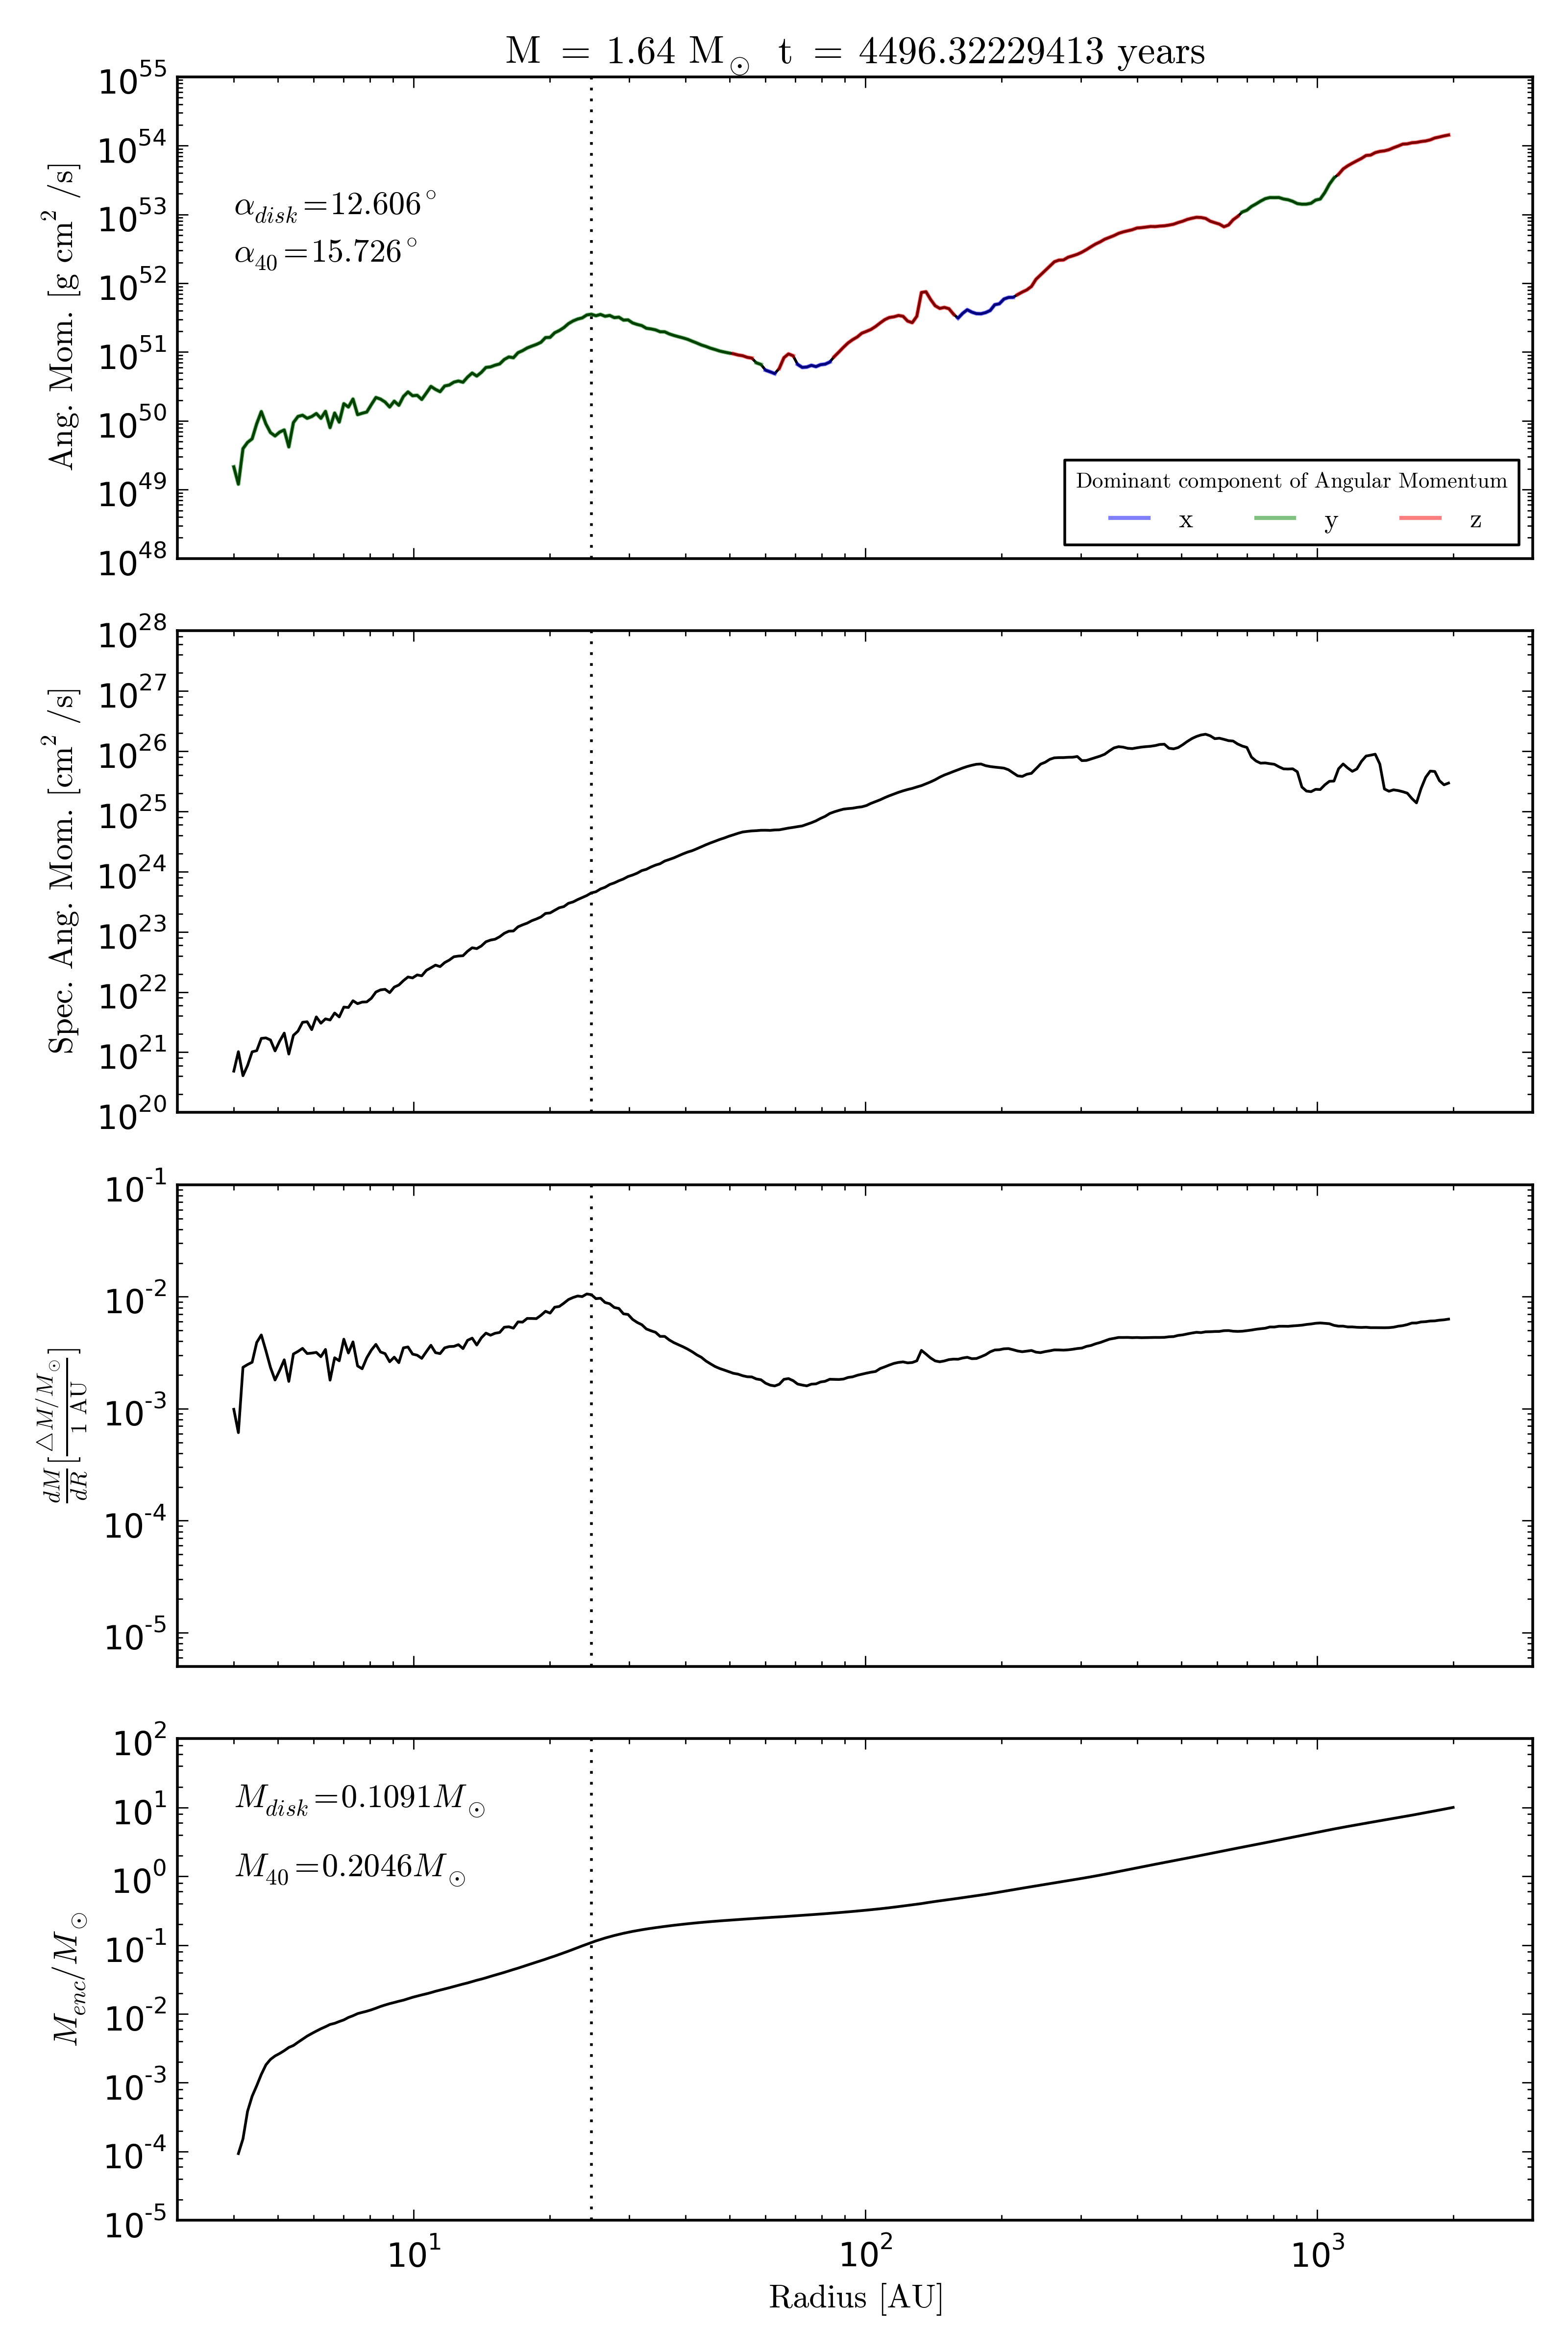 M = 1.64 M⊙ t = 4496.32229413 years
10^55
10^54
10^53
10^52
10^51
10^50
10^49
10^48
Ang. Mom. [g cm^2 /s]
α_disk=12.606°
α_40=15.726°
Dominant component of Angular Momentum
x y z
10^28
10^27
10^26
10^25
10^24
10^23
10^22
10^21
10^20
Spec. Ang. Mom. [cm^2 /s]
10^-1
10^-2
10^-3
10^-4
10^-5
dM/dR [△M/M⊙ / 1 AU]
10^2
10^1
10^0
10^-1
10^-2
10^-3
10^-4
10^-5
M_enc/M⊙
M_disk=0.1091M⊙
M_40=0.2046M⊙
10^1 10^2 10^3
Radius [AU]